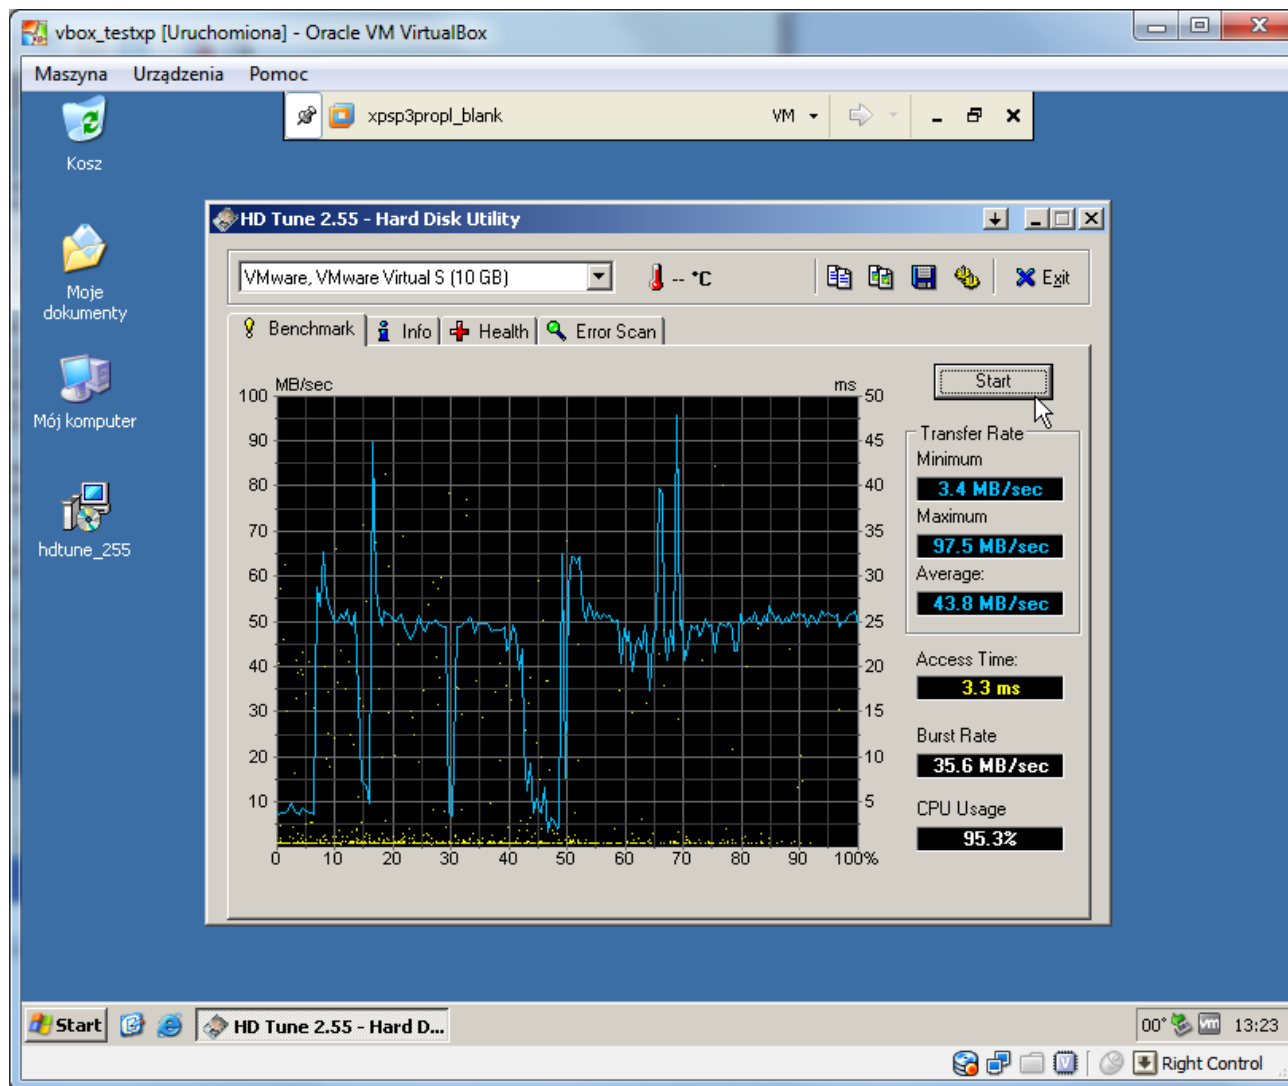 vbox_testxp [Uruchomiona] - Oracle VM VirtualBox
Maszyna Urządzenia Pomoc
xpsp3propl_blank VM
Kosz
HD Tune 2.55 - Hard Disk Utility
VMware, VMware Virtual S (10 GB) -- °C Exit
Moje
dokumenty
Benchmark Info Health Error Scan
MB/sec ms
Start
100 50
90 45
80 40
70 35
60 30
50 25
40 20
30 15
20 10
10 5
0 10 20 30 40 50 60 70 80 90 100%
Transfer Rate
Minimum
3.4 MB/sec
Maximum
97.5 MB/sec
Average:
43.8 MB/sec
Access Time:
3.3 ms
Burst Rate
35.6 MB/sec
CPU Usage
95.3%
Mój komputer
hdtune_255
Start HD Tune 2.55 - Hard D... 00° vm 13:23
Right Control